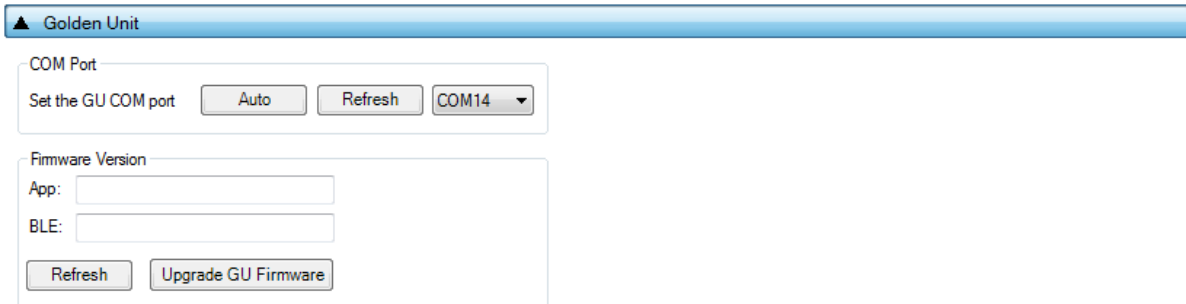 Golden Unit
COM Port
Set the GU COM port Auto Refresh COM14
Firmware Version
App:
BLE:
Refresh Upgrade GU Firmware